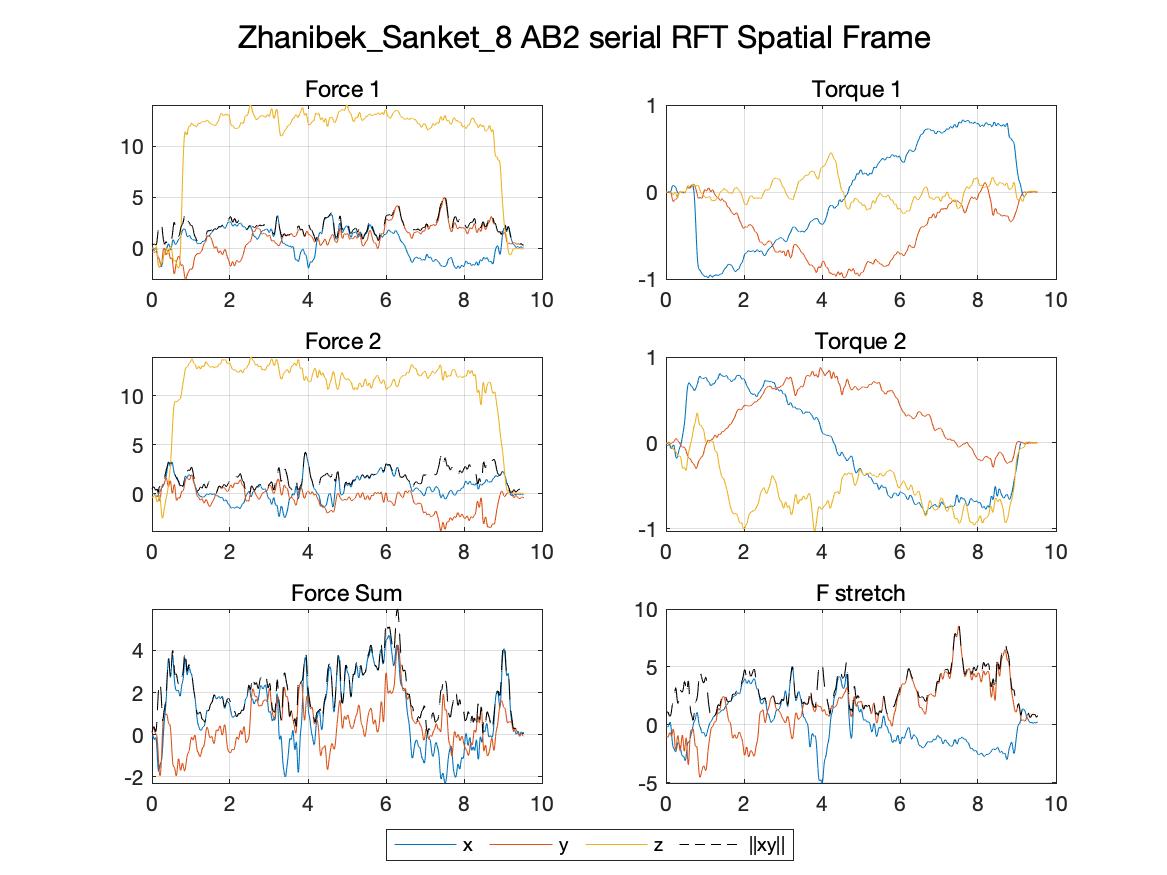 Zhanibek_Sanket_8 AB2 serial RFT Spatial Frame
Force 1
10
5
0
0 2 4 6 8 10
Torque 1
1
0
-1
0 2 4 6 8 10
Force 2
10
5
0
0 2 4 6 8 10
Torque 2
1
0
-1
0 2 4 6 8 10
Force Sum
4
2
0
-2
0 2 4 6 8 10
F stretch
10
5
0
-5
0 2 4 6 8 10
x y z ||xy||